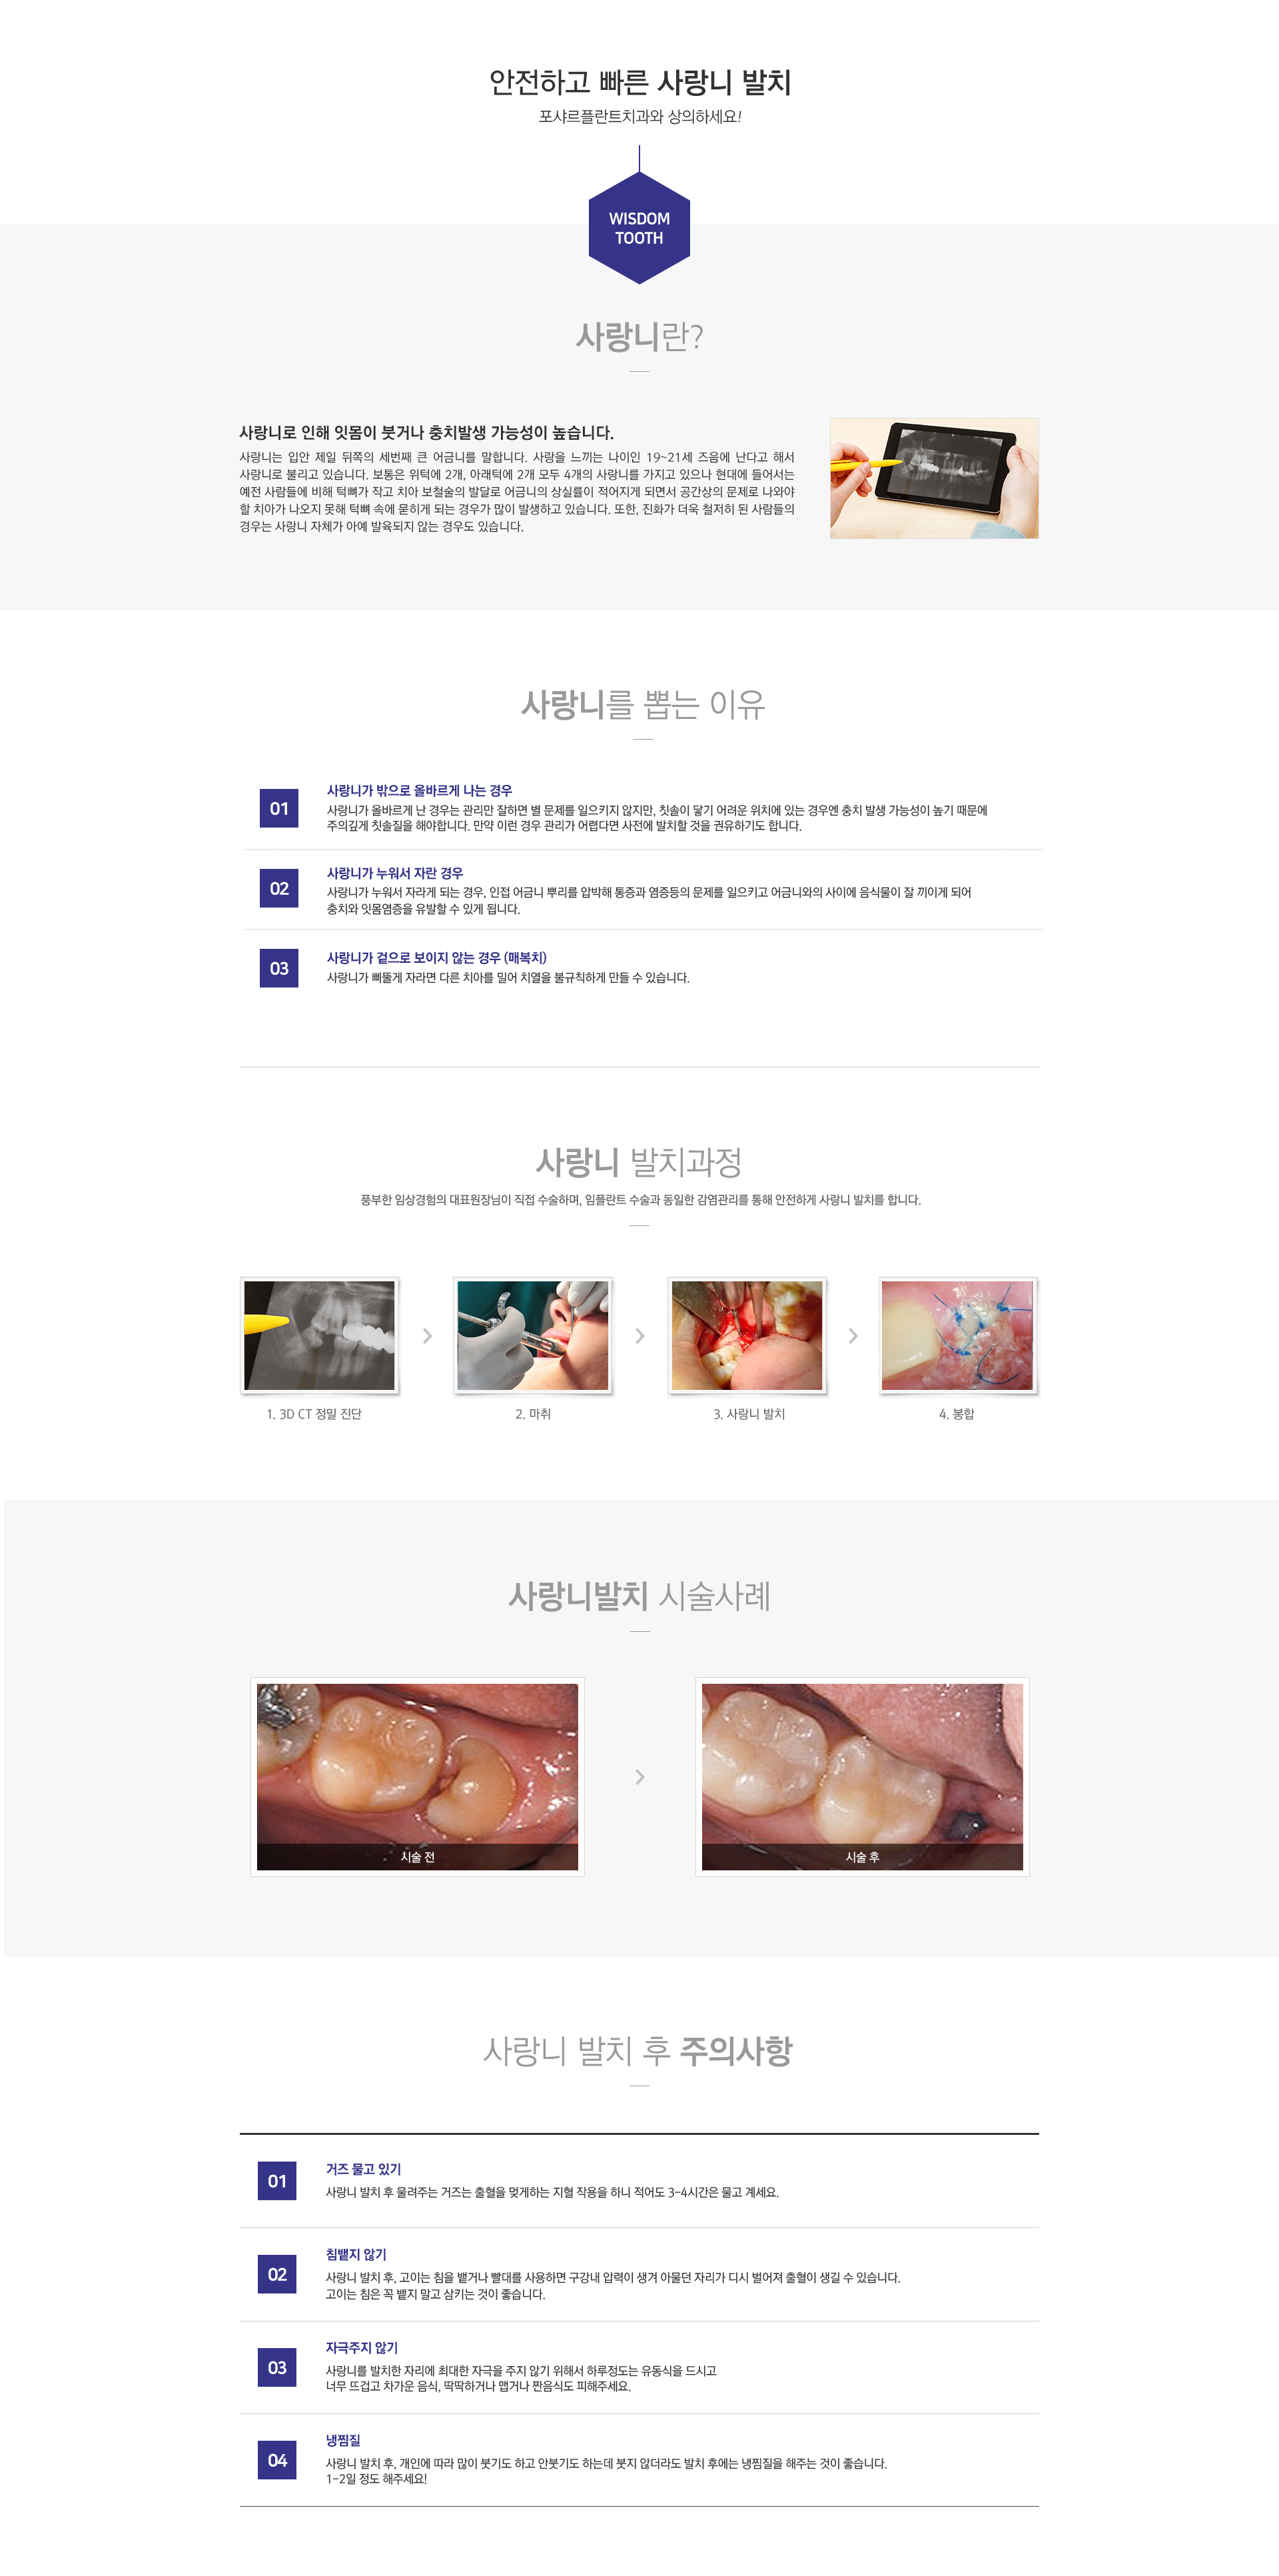 안전하고 빠른 사랑니 발치
포샤르플란트치과와 상의하세요!
WISDOM
TOOTH
사랑니란?
사랑니로 인해 잇몸이 붓거나 충치발생 가능성이 높습니다.
사랑니는 입안 제일 뒤쪽의 세번째 큰 어금니를 말합니다. 사랑을 느끼는 나이인 19~21세 즈음에 난다고 해서
사랑니로 불리고 있습니다. 보통은 위턱에 2개, 아래턱에 2개 모두 4개의 사랑니를 가지고 있으나 현대에 들어서는
예전 사람들에 비해 턱뼈가 작고 치아 보철술의 발달로 어금니의 상실률이 적어지게 되면서 공간상의 문제로 나와야
할 치아가 나오지 못해 턱뼈 속에 묻히게 되는 경우가 많이 발생하고 있습니다. 또한, 진화가 더욱 철저히 된 사람들의
경우는 사랑니 자체가 아예 발육되지 않는 경우도 있습니다.
사랑니를 뽑는 이유
01
사랑니가 밖으로 올바르게 나는 경우
사랑니가 올바르게 난 경우는 관리만 잘하면 별 문제를 일으키지 않지만, 칫솔이 닿기 어려운 위치에 있는 경우엔 충치 발생 가능성이 높기 때문에
주의깊게 칫솔질을 해야합니다. 만약 이런 경우 관리가 어렵다면 사전에 발치할 것을 권유하기도 합니다.
02
사랑니가 누워서 자란 경우
사랑니가 누워서 자라게 되는 경우, 인접 어금니 뿌리를 압박해 통증과 염증등의 문제를 일으키고 어금니와의 사이에 음식물이 잘 끼이게 되어
충치와 잇몸염증을 유발할 수 있게 됩니다.
03
사랑니가 겉으로 보이지 않는 경우 (매복치)
사랑니가 삐뚤게 자라면 다른 치아를 밀어 치열을 불규칙하게 만들 수 있습니다.
사랑니 발치과정
풍부한 임상경험의 대표원장님이 직접 수술하며, 임플란트 수술과 동일한 감염관리를 통해 안전하게 사랑니 발치를 합니다.
1. 3D CT 정밀 진단
2. 마취
3. 사랑니 발치
4. 봉합
사랑니발치 시술사례
시술 전
시술 후
사랑니 발치 후 주의사항
01
거즈 물고 있기
사랑니 발치 후 물려주는 거즈는 출혈을 멎게하는 지혈 작용을 하니 적어도 3-4시간은 물고 계세요.
02
침뱉지 않기
사랑니 발치 후, 고이는 침을 뱉거나 빨대를 사용하면 구강내 압력이 생겨 아물던 자리가 디시 벌어져 출혈이 생길 수 있습니다.
고이는 침은 꼭 뱉지 말고 삼키는 것이 좋습니다.
03
자극주지 않기
사랑니를 발치한 자리에 최대한 자극을 주지 않기 위해서 하루정도는 유동식을 드시고
너무 뜨겁고 차가운 음식, 딱딱하거나 맵거나 짠음식도 피해주세요.
04
냉찜질
사랑니 발치 후, 개인에 따라 많이 붓기도 하고 안붓기도 하는데 붓지 않더라도 발치 후에는 냉찜질을 해주는 것이 좋습니다.
1-2일 정도 해주세요!